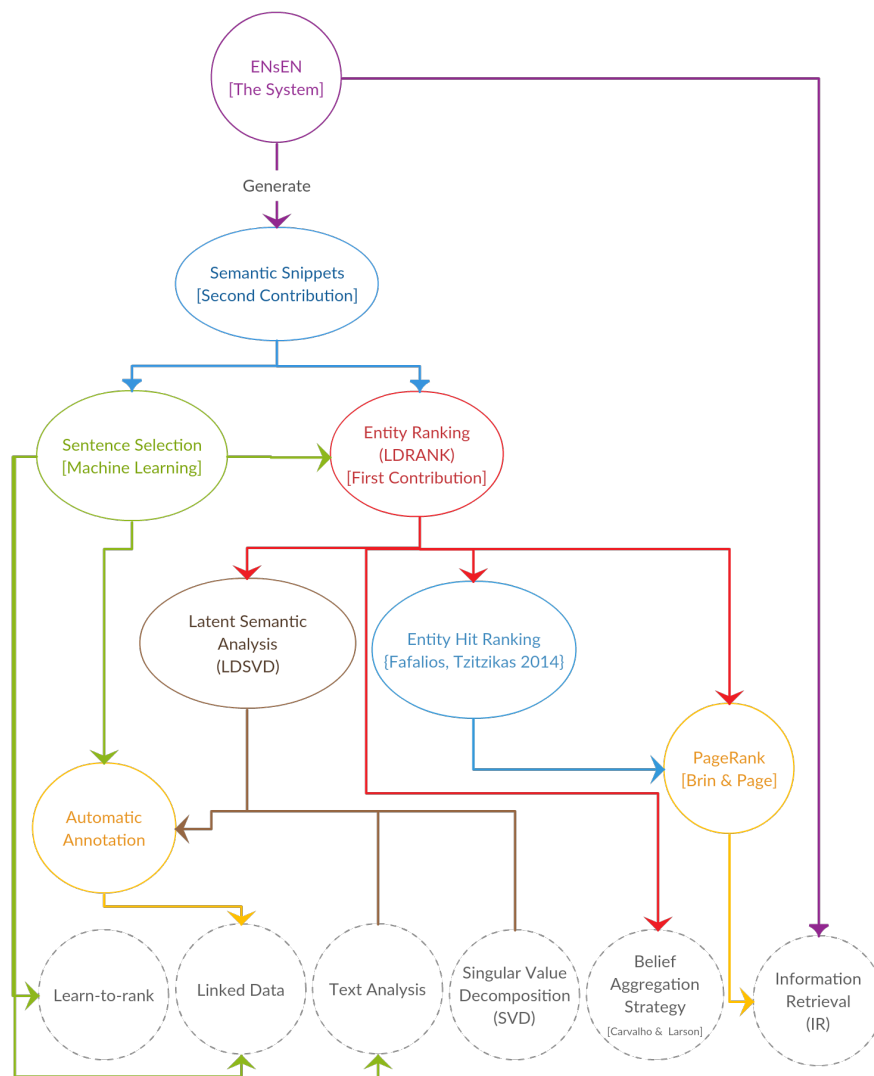 ENsEN
[The System]
Generate
Semantic Snippets
[Second Contribution]
Sentence Selection
[Machine Learning]
Entity Ranking
(LDRANK)
[First Contribution]
Latent Semantic
Analysis
(LDSVD)
Entity Hit Ranking
{Fafalios, Tzitzikas 2014}
PageRank
[Brin & Page]
Automatic
Annotation
Learn-to-rank
Linked Data
Text Analysis
Singular Value
Decomposition
(SVD)
Belief
Aggregation
Strategy
[Carvalho & Larson]
Information
Retrieval
(IR)